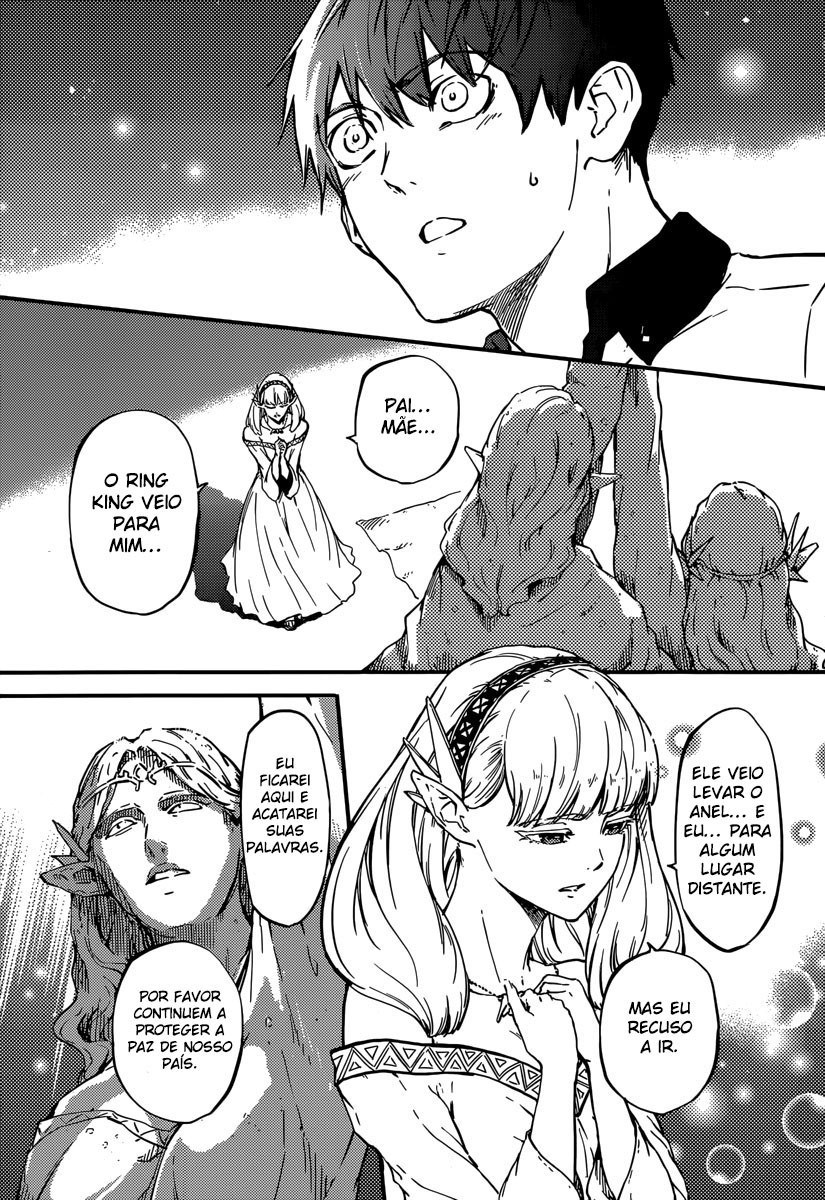 PAI...
MÃE...
O RING
KING VEIO
PARA
MIM...
ELE VEIO
LEVAR O
ANEL... E
EU... PARA
ALGUM
LUGAR
DISTANTE.
MAS EU
RECUSO
A IR.
EU
FICAREI
AQUI E
ACATAREI
SUAS
PALAVRAS.
POR FAVOR
CONTINUEM A
PROTEGER A
PAZ DE NOSSO
PAÍS.